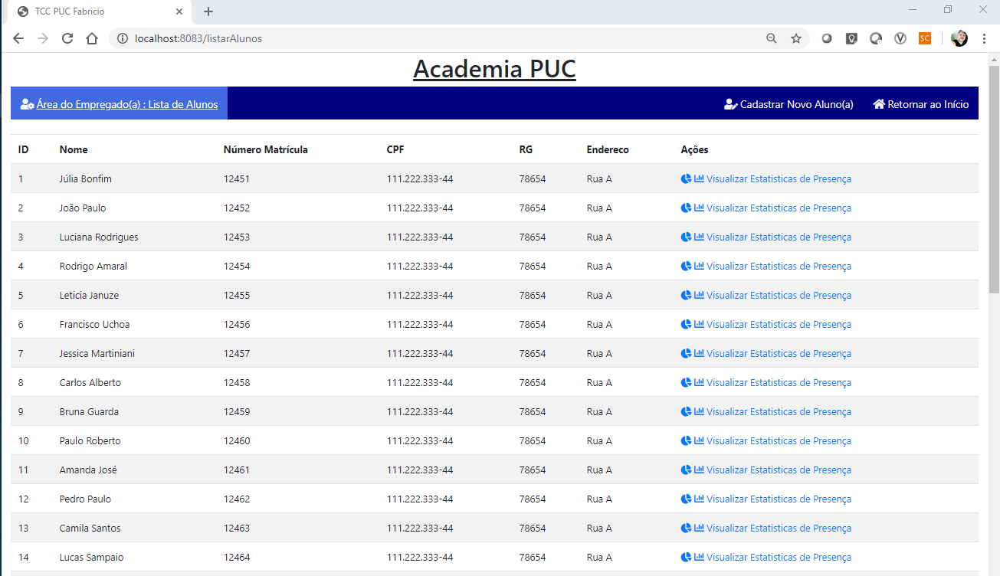 TCC PUC Fabricio
localhost:8083/listarAlunos
SC
Academia PUC
Área do Empregado(a) : Lista de Alunos Cadastrar Novo Aluno(a) Retornar ao Início
ID Nome Número Matrícula CPF RG Endereco Ações
1 Júlia Bonfim 12451 111.222.333-44 78654 Rua A Visualizar Estatisticas de Presença
2 João Paulo 12452 111.222.333-44 78654 Rua A Visualizar Estatisticas de Presença
3 Luciana Rodrigues 12453 111.222.333-44 78654 Rua A Visualizar Estatisticas de Presença
4 Rodrigo Amaral 12454 111.222.333-44 78654 Rua A Visualizar Estatisticas de Presença
5 Leticia Januze 12455 111.222.333-44 78654 Rua A Visualizar Estatisticas de Presença
6 Francisco Uchoa 12456 111.222.333-44 78654 Rua A Visualizar Estatisticas de Presença
7 Jessica Martiniani 12457 111.222.333-44 78654 Rua A Visualizar Estatisticas de Presença
8 Carlos Alberto 12458 111.222.333-44 78654 Rua A Visualizar Estatisticas de Presença
9 Bruna Guarda 12459 111.222.333-44 78654 Rua A Visualizar Estatisticas de Presença
10 Paulo Roberto 12460 111.222.333-44 78654 Rua A Visualizar Estatisticas de Presença
11 Amanda José 12461 111.222.333-44 78654 Rua A Visualizar Estatisticas de Presença
12 Pedro Paulo 12462 111.222.333-44 78654 Rua A Visualizar Estatisticas de Presença
13 Camila Santos 12463 111.222.333-44 78654 Rua A Visualizar Estatisticas de Presença
14 Lucas Sampaio 12464 111.222.333-44 78654 Rua A Visualizar Estatisticas de Presença